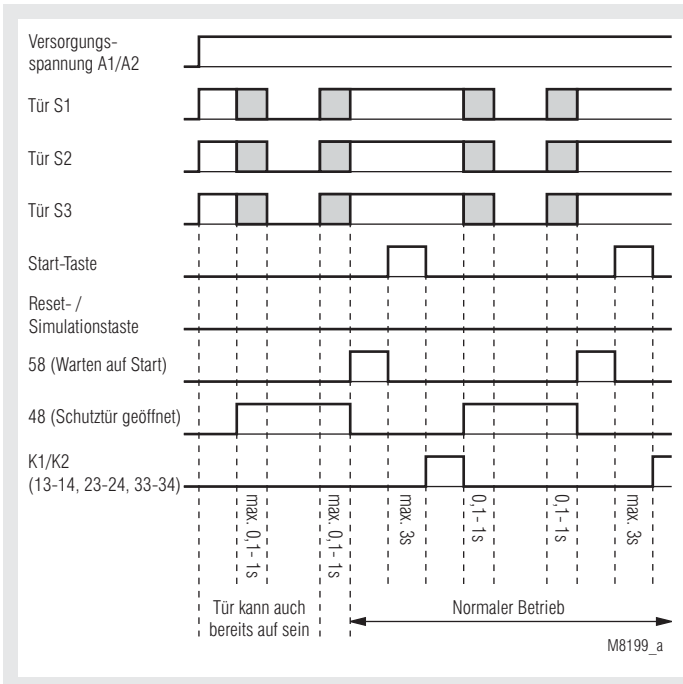 Versorgungs-
spannung A1/A2
Tür S1
Tür S2
Tür S3
Start-Taste
Reset- /
Simulationstaste
58 (Warten auf Start)
48 (Schutztür geöffnet)
K1/K2
(13-14, 23-24, 33-34)
max. 0,1- 1s
max. 0,1- 1s
max. 3s
0,1- 1s
0,1- 1s
max. 3s
Tür kann auch
bereits auf sein
Normaler Betrieb
M8199_a